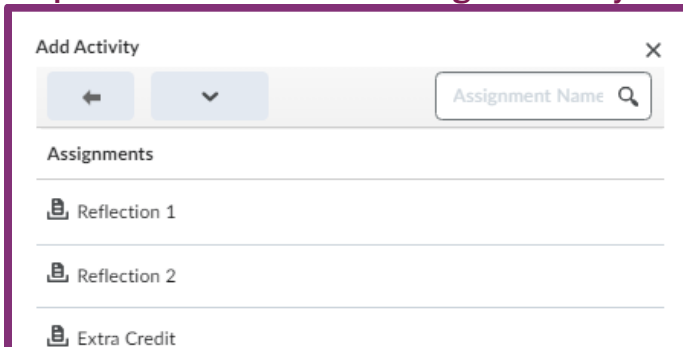 Add Activity
Assignment Name
Assignments
Reflection 1
Reflection 2
Extra Credit